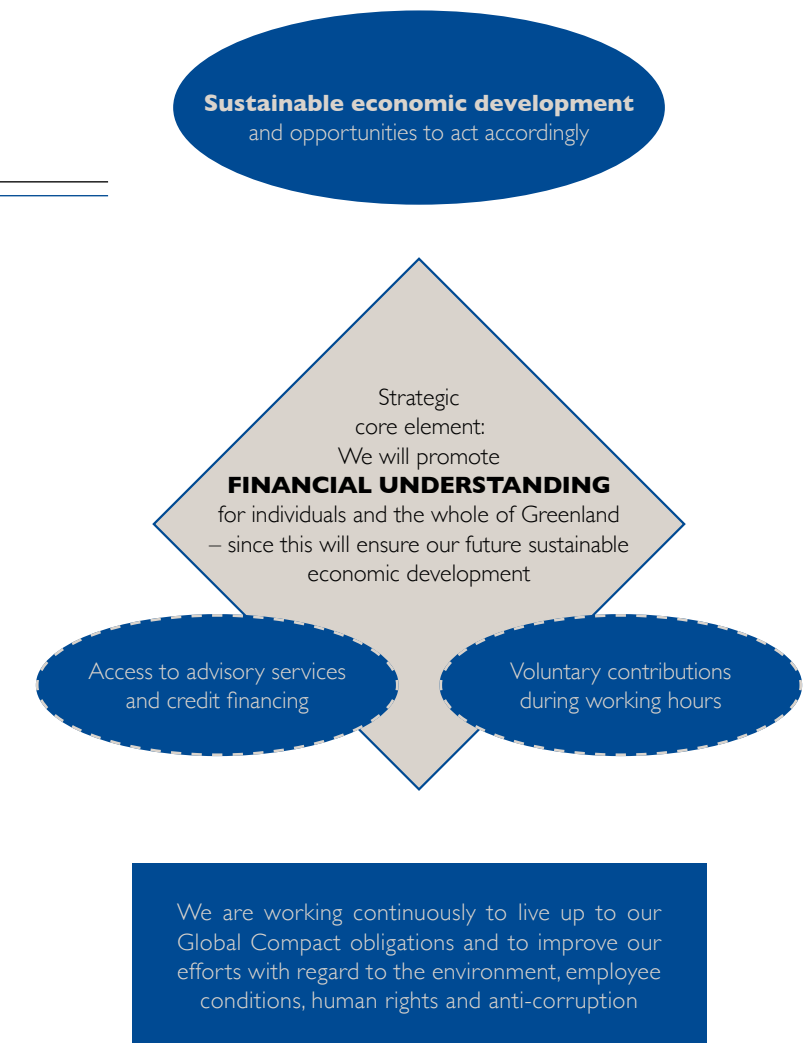 Sustainable economic development
and opportunities to act accordingly
Strategic
core element:
We will promote
FINANCIAL UNDERSTANDING
for individuals and the whole of Greenland
– since this will ensure our future sustainable
economic development
Access to advisory services
and credit financing
Voluntary contributions
during working hours
We are working continuously to live up to our
Global Compact obligations and to improve our
efforts with regard to the environment, employee
conditions, human rights and anti-corruption